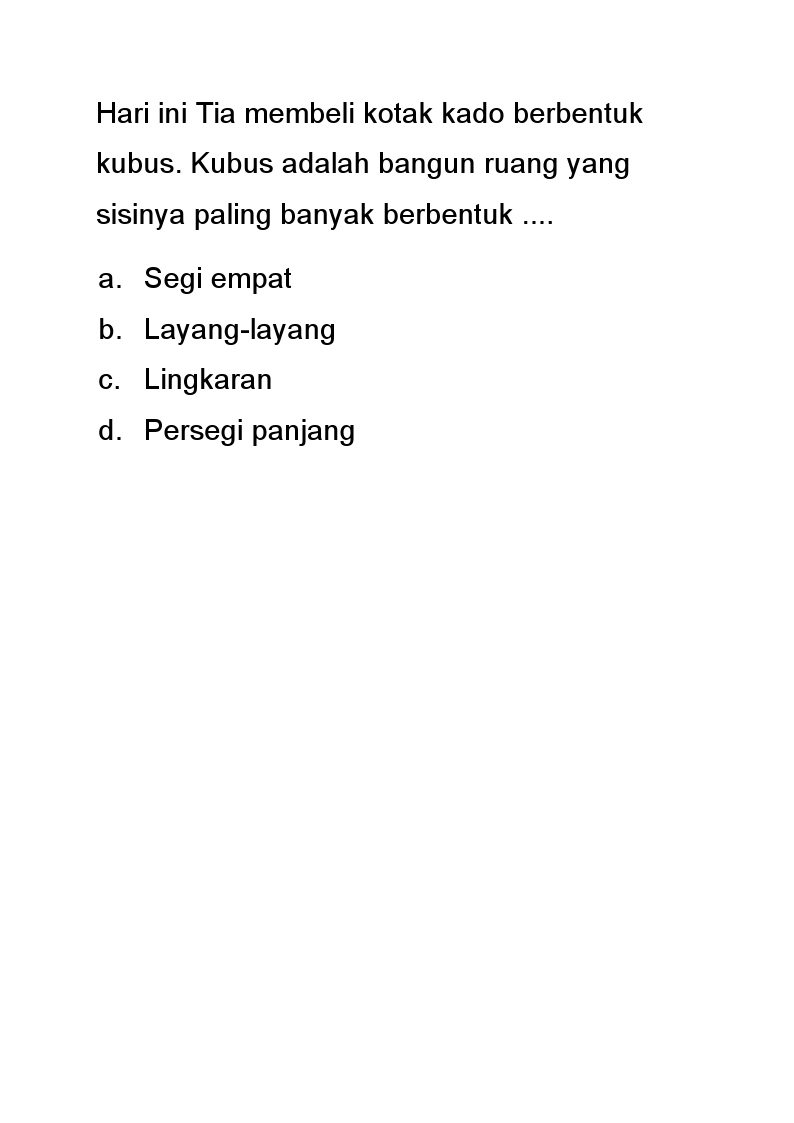 Hari ini Tia membeli kotak kado berbentuk
kubus. Kubus adalah bangun ruang yang
sisinya paling banyak berbentuk ....
a. Segi empat
b. Layang-layang
c. Lingkaran
d. Persegi panjang